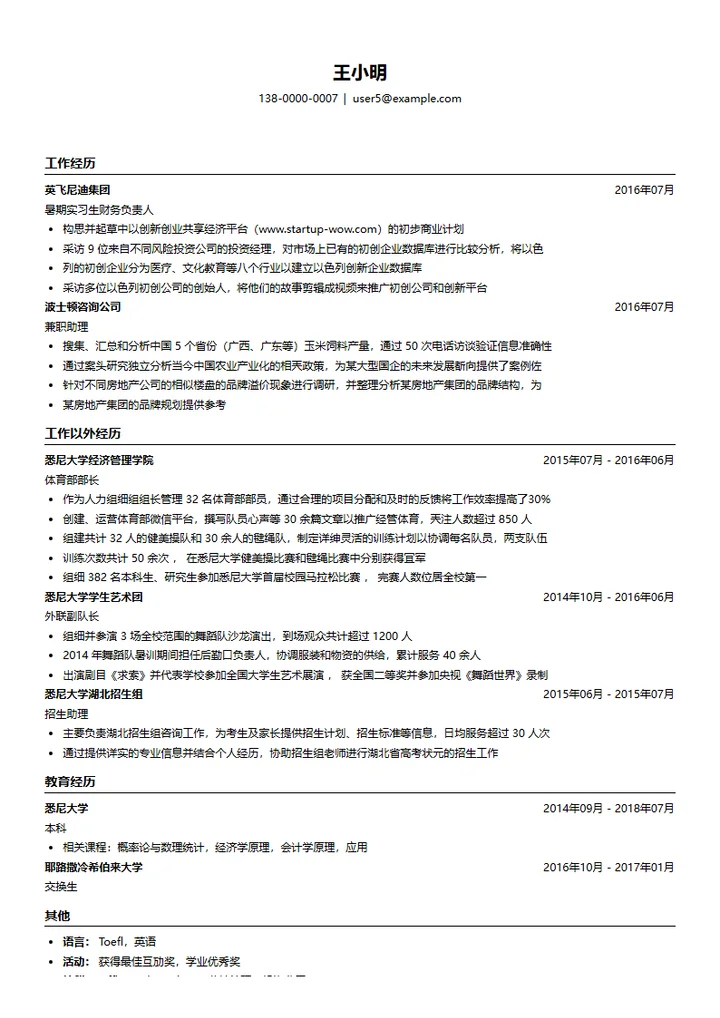 王小明
138-0000-0007 | user5@example.com
工作经历
英飞尼迪集团 2016年07月
暑期实习生财务负责人
• 构思并起草中以创新创业共享经济平台（www.startup-wow.com）的初步商业计划
• 采访 9 位来自不同风险投资公司的投资经理，对市场上已有的初创企业数据库进行比较分析，将以色
• 列的初创企业分为医疗、文化教育等八个行业以建立以色列创新企业数据库
• 采访多位以色列初创公司的创始人，将他们的故事剪辑成视频来推广初创公司和创新平台
波士顿咨询公司 2016年07月
兼职助理
• 搜集、汇总和分析中国 5 个省份（广西、广东等）玉米饲料产量，通过 50 次电话访谈验证信息准确性
• 通过案头研究独立分析当今中国农业产业化的相关政策，为某大型国企的未来发展新向提供了案例佐
• 针对不同房地产公司的相似楼盘的品牌溢价现象进行调研，并整理分析某房地产集团的品牌结构，为
• 某房地产集团的品牌规划提供参考
工作以外经历
悉尼大学经济管理学院 2015年07月 - 2016年06月
体育部部长
• 作为人力组细组组长管理 32 名体育部部员，通过合理的项目分配和及时的反馈将工作效率提高了30%
• 创建、运营体育部微信平台，撰写队员心声等 30 余篇文章以推广经管体育，关注人数超过 850 人
• 组建共计 32 人的健美操队和 30 余人的毽绳队，制定详绅灵活的训练计划以协调每名队员，两支队伍
• 训练次数共计 50 余次 ， 在悉尼大学健美操比赛和毽绳比赛中分别获得冝军
• 组细 382 名本科生、研究生参加悉尼大学首届校园马拉松比赛 ， 完赛人数位居全校第一
悉尼大学学生艺术团 2014年10月 - 2016年06月
外联副队长
• 组细并参演 3 场全校范围的舞蹈队沙龙演出，到场观众共计超过 1200 人
• 2014 年舞蹈队暑训期间担任后勤口负责人，协调服装和物资的供给，累计服务 40 余人
• 出演剧目《求索》并代表学校参加全国大学生艺术展演 ， 获全国二等奖并参加央视《舞蹈世界》录制
悉尼大学湖北招生组 2015年06月 - 2015年07月
招生助理
• 主要负责湖北招生组咨询工作，为考生及家长提供招生计划、招生标准等信息，日均服务超过 30 人次
• 通过提供详实的专业信息并结合个人经历，协助招生组老师进行湖北省高考状元的招生工作
教育经历
悉尼大学 2014年09月 - 2018年07月
本科
• 相关课程：概率论与数理统计，经济学原理，会计学原理，应用
耶路撒冷希伯来大学 2016年10月 - 2017年01月
交换生
其他
• 语言： Toefl，英语
• 活动： 获得最佳互助奖，学业优秀奖